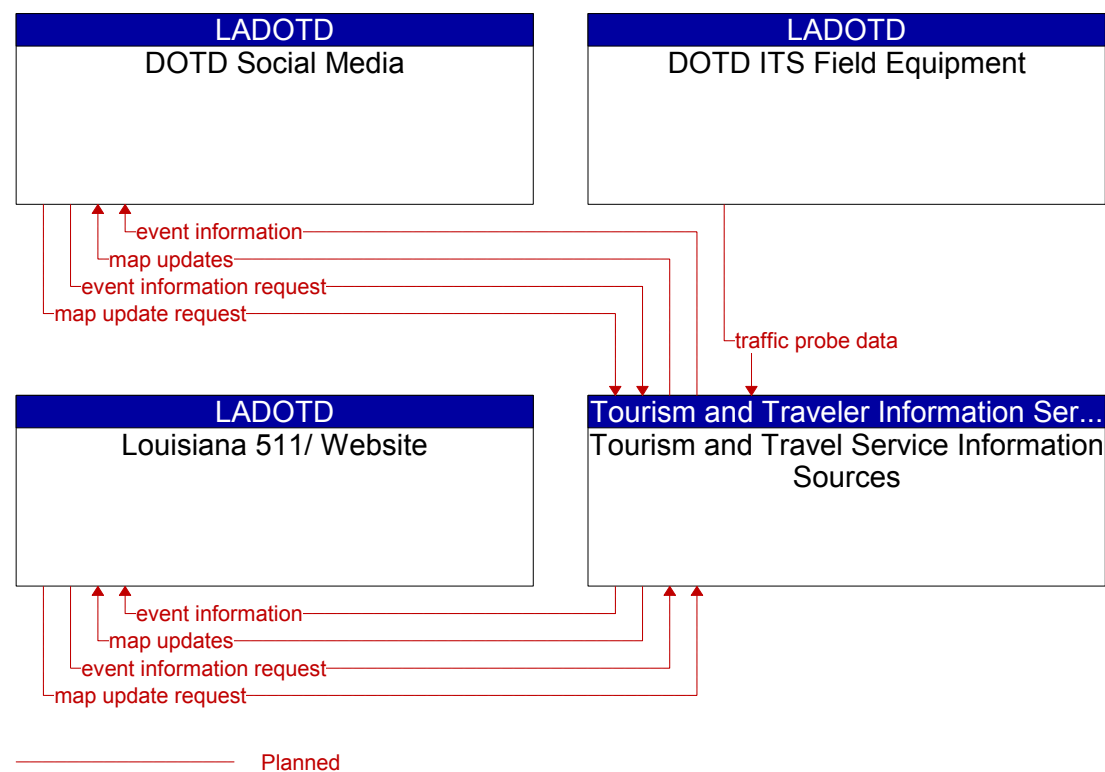 LADOTD
DOTD Social Media
LADOTD
DOTD ITS Field Equipment
event information
map updates
event information request
map update request
traffic probe data
LADOTD
Louisiana 511/ Website
Tourism and Traveler Information Ser...
Tourism and Travel Service Information
Sources
event information
map updates
event information request
map update request
Planned